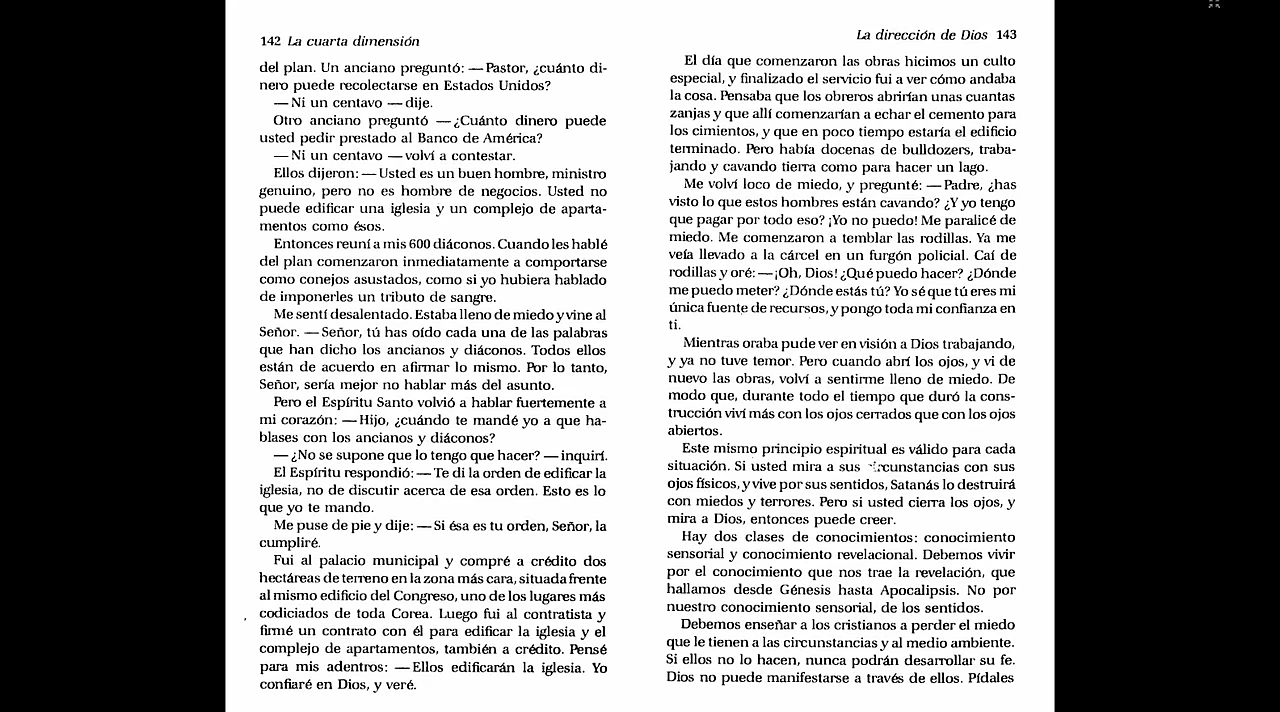 142 La cuarta dimensión
del plan. Un anciano preguntó: — Pastor, ¿cuánto di-
nero puede recolectarse en Estados Unidos?
— Ni un centavo — dije.
Otro anciano preguntó — ¿Cuánto dinero puede
usted pedir prestado al Banco de América?
— Ni un centavo — volví a contestar.
Ellos dijeron: — Usted es un buen hombre, ministro
genuino, pero no es hombre de negocios. Usted no
puede edificar una iglesia y un complejo de aparta-
mentos como ésos.
Entonces reuní a mis 600 diáconos. Cuando les hablé
del plan comenzaron inmediatamente a comportarse
como conejos asustados, como si yo hubiera hablado
de imponerles un tributo de sangre.
Me sentí desalentado. Estaba lleno de miedo y vine al
Señor. — Señor, tú has oído cada una de las palabras
que han dicho los ancianos y diáconos. Todos ellos
están de acuerdo en afirmar lo mismo. Por lo tanto,
Señor, sería mejor no hablar más del asunto.
Pero el Espíritu Santo volvió a hablar fuertemente a
mi corazón: — Hijo, ¿cuándo te mandé yo a que ha-
blases con los ancianos y diáconos?
— ¿No se supone que lo tengo que hacer? — inquirí.
El Espíritu respondió: — Te di la orden de edificar la
iglesia, no de discutir acerca de esa orden. Esto es lo
que yo te mando.
Me puse de pie y dije: — Si ésa es tu orden, Señor, la
cumpliré.
Fui al palacio municipal y compré a crédito dos
hectáreas de terreno en la zona más cara, situada frente
al mismo edificio del Congreso, uno de los lugares más
codiciados de toda Corea. Luego fui al contratista y
firmé un contrato con él para edificar la iglesia y el
complejo de apartamentos, también a crédito. Pensé
para mis adentros: — Ellos edificarán la iglesia. Yo
confiaré en Dios, y veré.
La dirección de Dios 143
El día que comenzaron las obras hicimos un culto
especial, y finalizado el servicio fui a ver cómo andaba
la cosa. Pensaba que los obreros abrirían unas cuantas
zanjas y que allí comenzarían a echar el cemento para
los cimientos, y que en poco tiempo estaría el edificio
terminado. Pero había docenas de bulldozers, traba-
jando y cavando tierra como para hacer un lago.
Me volví loco de miedo, y pregunté: — Padre, ¿has
visto lo que estos hombres están cavando? ¿Y yo tengo
que pagar por todo eso? ¡Yo no puedo! Me paralicé de
miedo. Me comenzaron a temblar las rodillas. Ya me
veía llevado a la cárcel en un furgón policial. Caí de
rodillas y oré: — ¡Oh, Dios! ¿Qué puedo hacer? ¿Dónde
me puedo meter? ¿Dónde estás tú? Yo sé que tú eres mi
única fuente de recursos, y pongo toda mi confianza en
ti.
Mientras oraba pude ver en visión a Dios trabajando,
y ya no tuve temor. Pero cuando abrí los ojos, y vi de
nuevo las obras, volví a sentirme lleno de miedo. De
modo que, durante todo el tiempo que duró la cons-
trucción viví más con los ojos cerrados que con los ojos
abiertos.
Este mismo principio espiritual es válido para cada
situación. Si usted mira a sus circunstancias con sus
ojos físicos, y vive por sus sentidos, Satanás lo destruirá
con miedos y terrores. Pero si usted cierra los ojos, y
mira a Dios, entonces puede creer.
Hay dos clases de conocimientos: conocimiento
sensorial y conocimiento revelacional. Debemos vivir
por el conocimiento que nos trae la revelación, que
hallamos desde Génesis hasta Apocalipsis. No por
nuestro conocimiento sensorial, de los sentidos.
Debemos enseñar a los cristianos a perder el miedo
que le tienen a las circunstancias y al medio ambiente.
Si ellos no lo hacen, nunca podrán desarrollar su fe.
Dios no puede manifestarse a través de ellos. Pídales